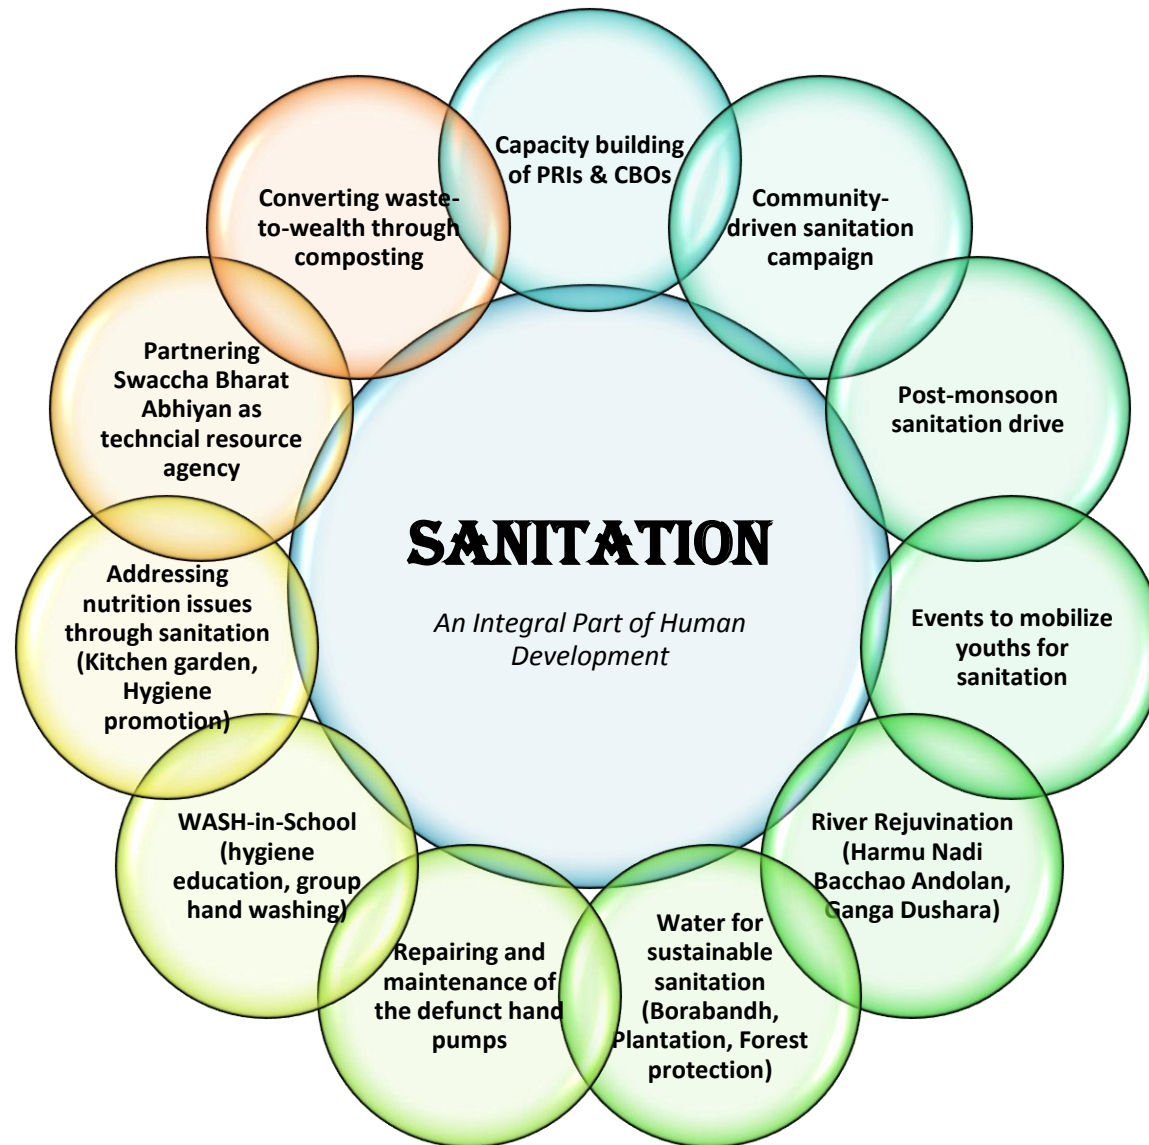 Capacity building
of PRIs & CBOs
Community-
driven sanitation
campaign
Post-monsoon
sanitation drive
Events to mobilize
youths for
sanitation
River Rejuvination
(Harmu Nadi
Bacchao Andolan,
Ganga Dushara)
Water for
sustainable
sanitation
(Borabandh,
Plantation, Forest
protection)
Repairing and
maintenance of
the defunct hand
pumps
WASH-in-School
(hygiene
education, group
hand washing)
Addressing
nutrition issues
through sanitation
(Kitchen garden,
Hygiene
promotion)
Partnering
Swaccha Bharat
Abhiyan as
techncial resource
agency
Converting waste-
to-wealth through
composting
SANITATION
An Integral Part of Human
Development